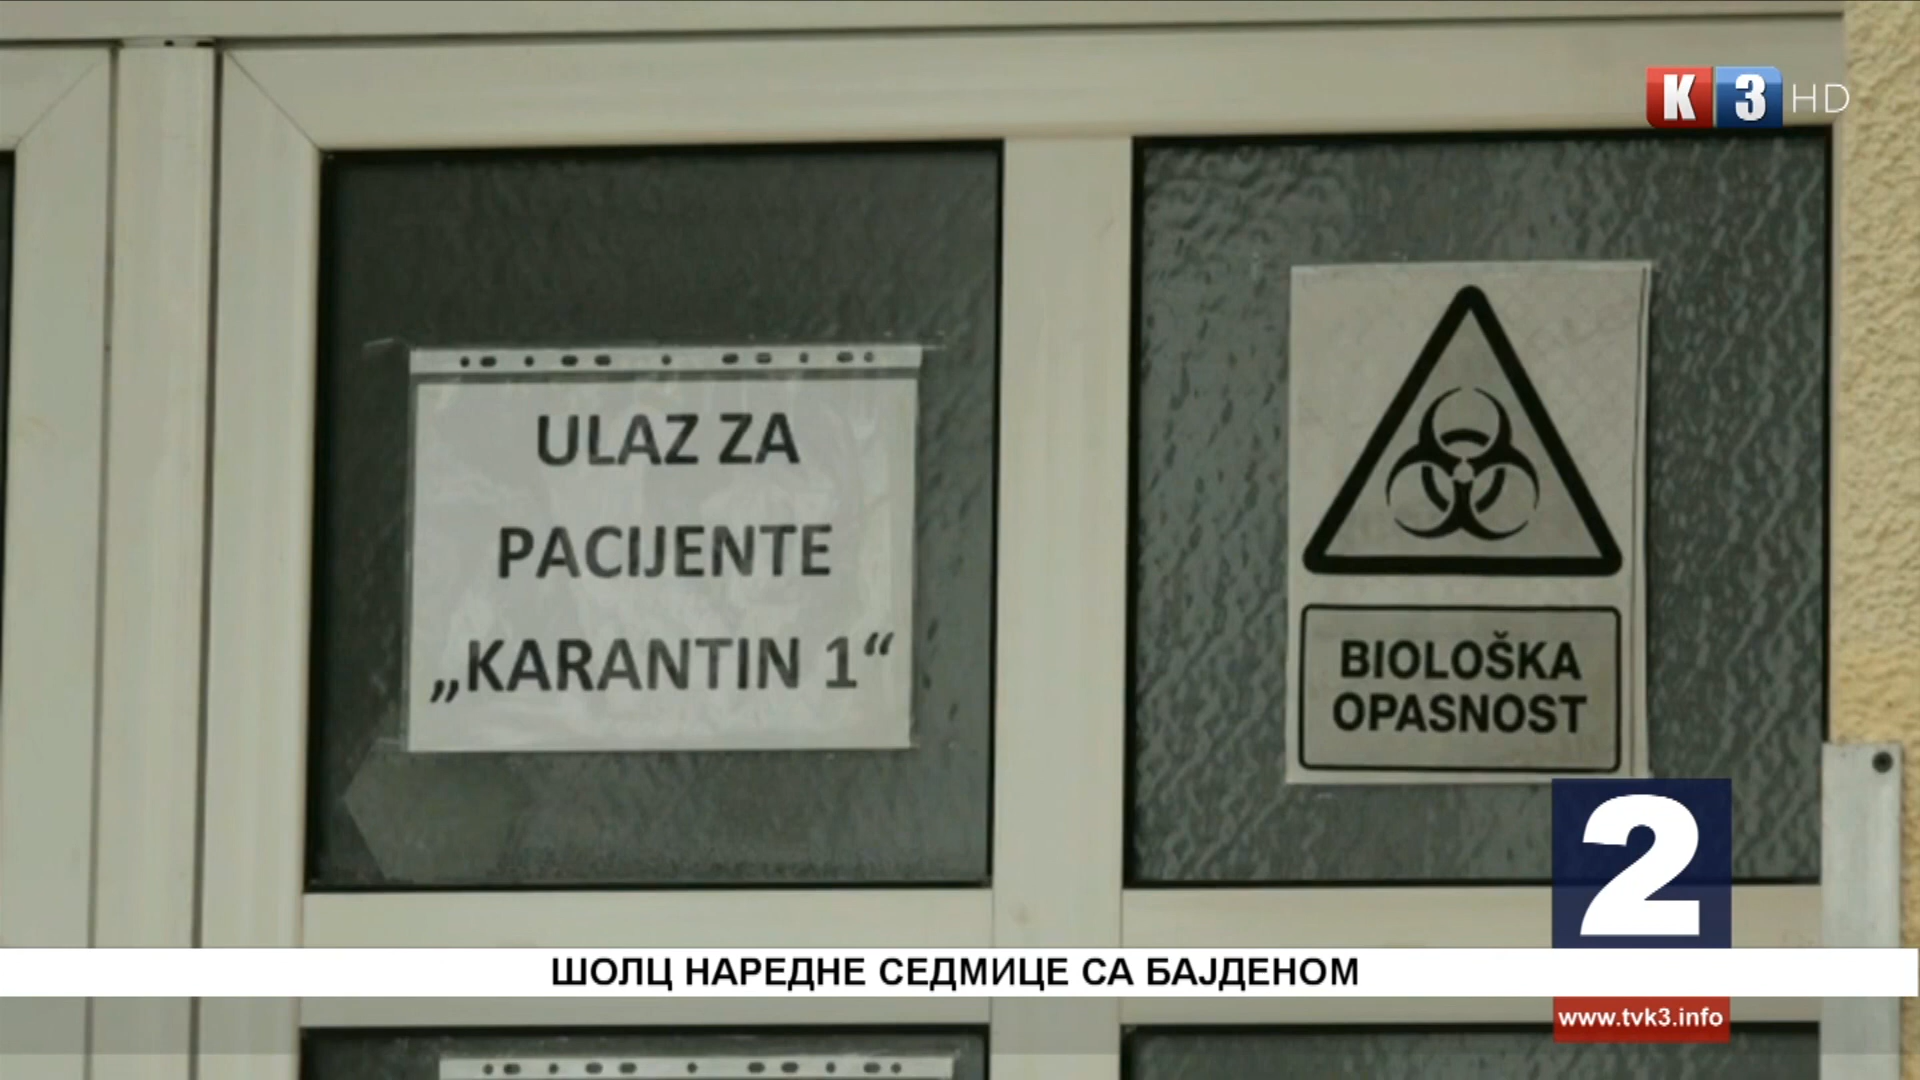 K 3 HD
ULAZ ZA
PACIJENTE
„KARANTIN 1“
BIOLOŠKA
OPASNOST
2
ШОЛЦ НАРЕДНЕ СЕДМИЦЕ СА БАЈДЕНОМ
www.tvk3.info